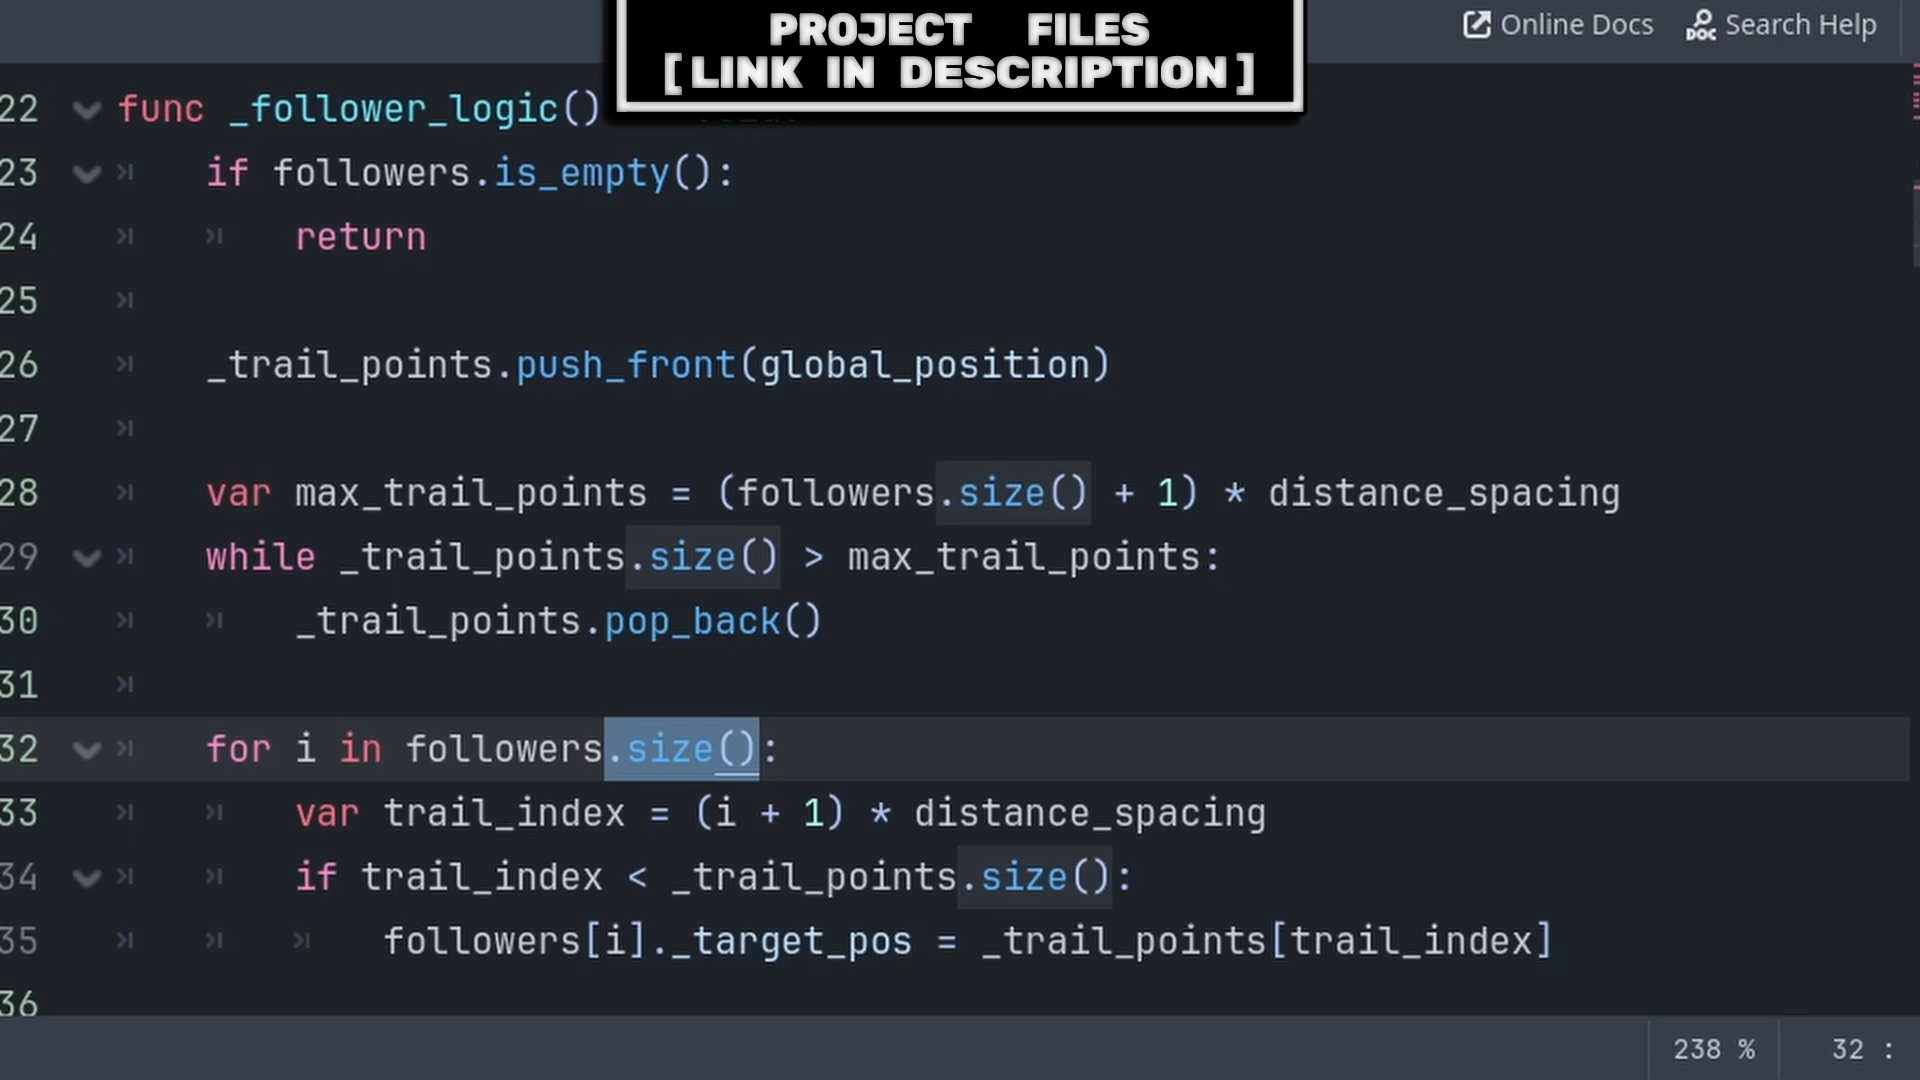 PROJECT FILES
[LINK IN DESCRIPTION]
Online Docs
Search Help
22 func _follower_logic()
23 if followers.is_empty():
24 return
25
26 _trail_points.push_front(global_position)
27
28 var max_trail_points = (followers.size() + 1) * distance_spacing
29 while _trail_points.size() > max_trail_points:
30 _trail_points.pop_back()
31
32 for i in followers.size():
33 var trail_index = (i + 1) * distance_spacing
34 if trail_index < _trail_points.size():
35 followers[i]._target_pos = _trail_points[trail_index]
36
238 %
32 :